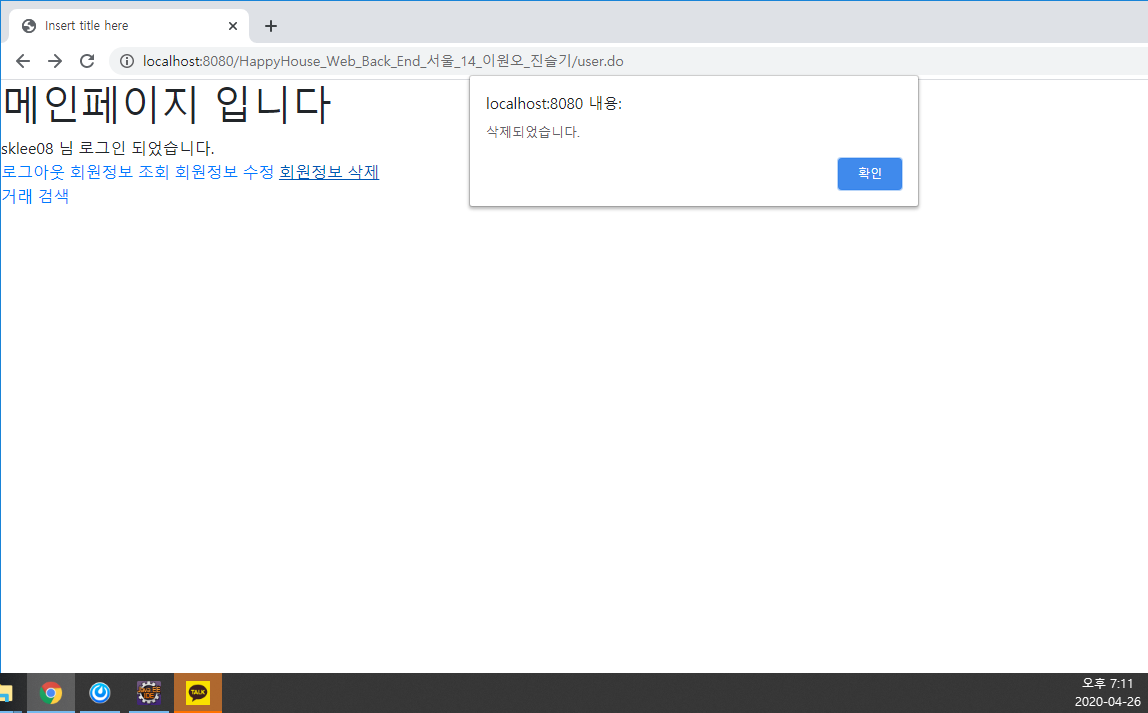 Insert title here
localhost:8080/HappyHouse_Web_Back_End_서울_14_이원오_진슬기/user.do
메인페이지 입니다
sklee08 님 로그인 되었습니다.
로그아웃 회원정보 조회 회원정보 수정 회원정보 삭제
거래 검색
localhost:8080 내용:
삭제되었습니다.
확인
Java EE
IDE
TALK
오후 7:11
2020-04-26